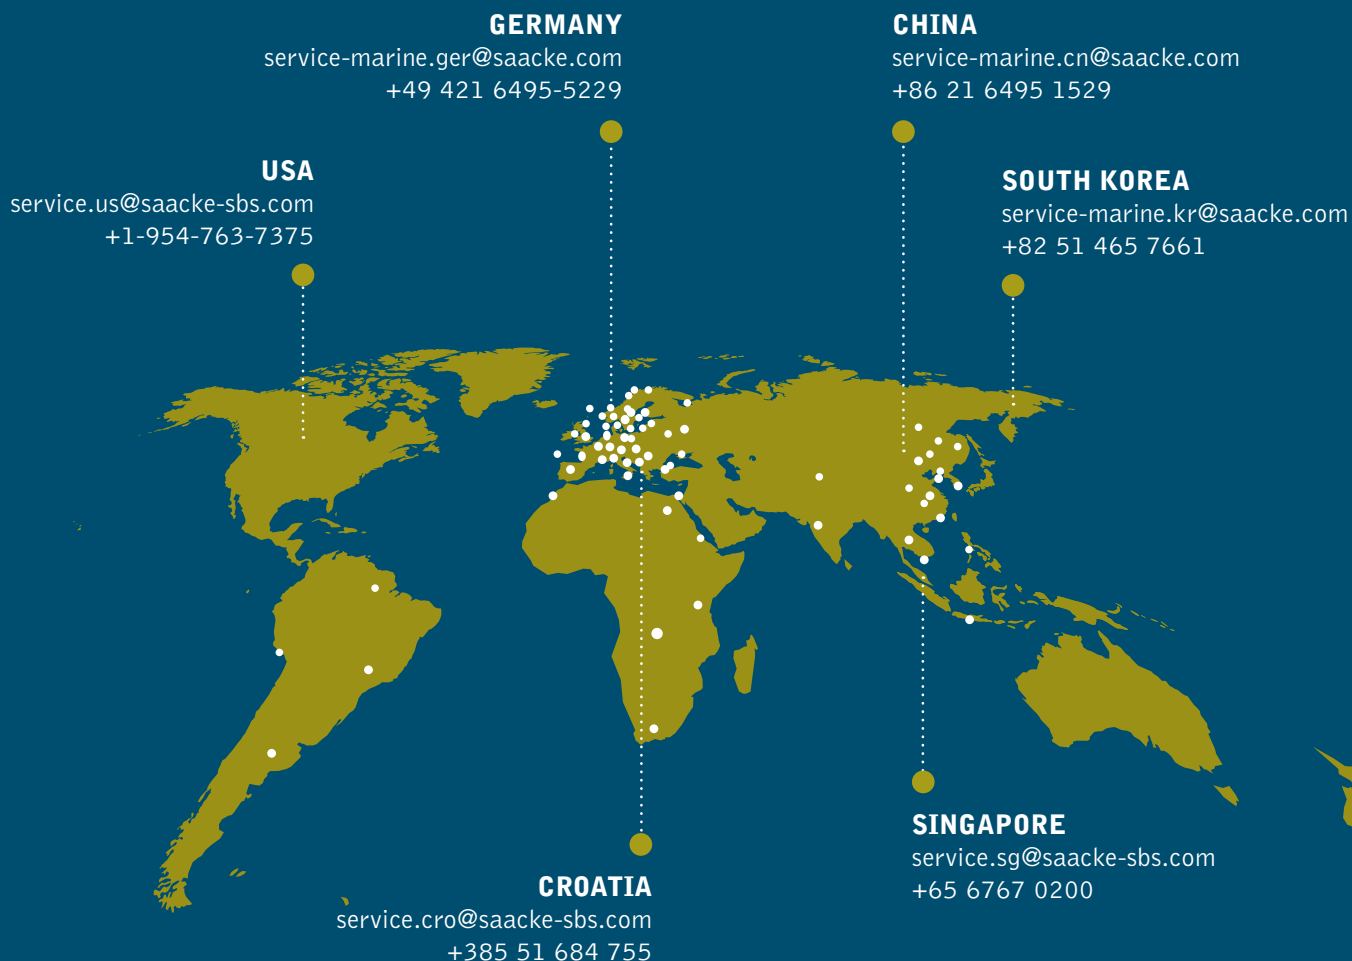 GERMANY
service-marine.ger@saacke.com
+49 421 6495-5229
CHINA
service-marine.cn@saacke.com
+86 21 6495 1529
USA
service.us@saacke-sbs.com
+1-954-763-7375
SOUTH KOREA
service-marine.kr@saacke.com
+82 51 465 7661
SINGAPORE
service.sg@saacke-sbs.com
+65 6767 0200
CROATIA
service.cro@saacke-sbs.com
+385 51 684 755